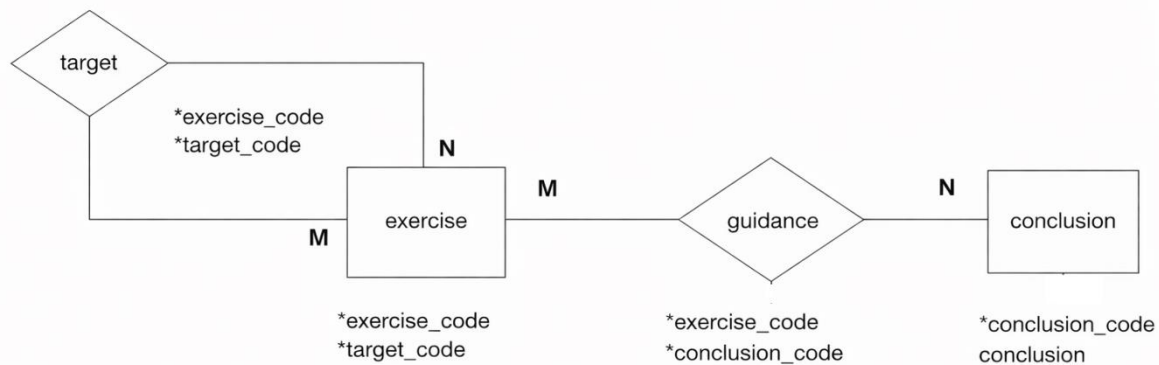 target
*exercise_code
*target_code
N
M
exercise
M
guidance
N
conclusion
*exercise_code
*target_code
*exercise_code
*conclusion_code
*conclusion_code
conclusion